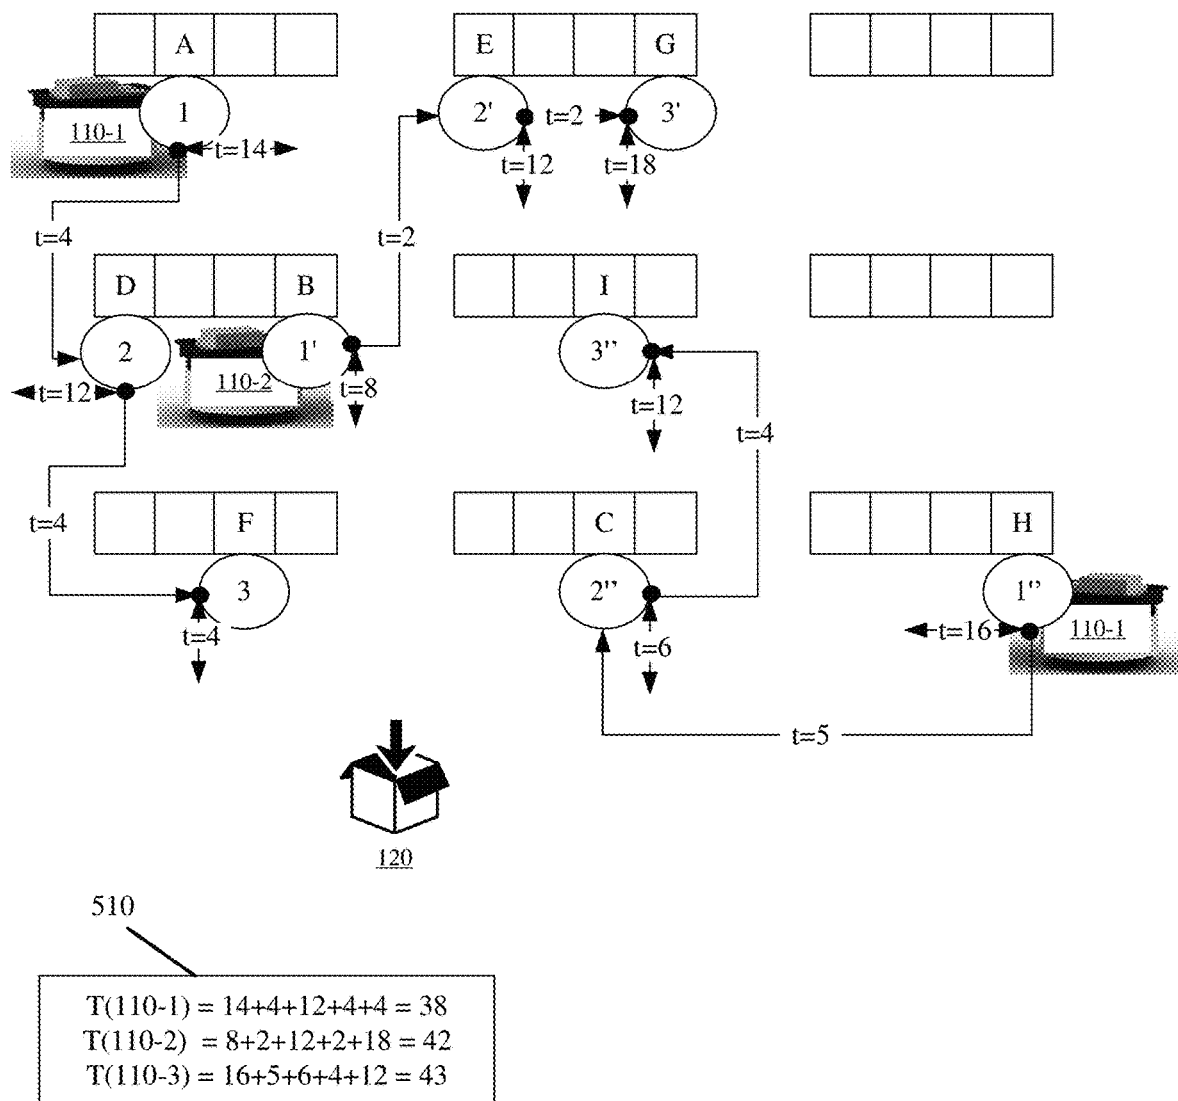 A
E
G
1
2'
3'
110-1
t=14
t=2
t=12
t=18
t=4
t=2
D
B
I
2
1'
3"
110-2
t=12
t=8
t=12
t=4
F
C
H
t=4
3
2"
1"
t=4
t=6
t=16
110-1
t=5
120
510
T(110-1) = 14+4+12+4+4 = 38
T(110-2) = 8+2+12+2+18 = 42
T(110-3) = 16+5+6+4+12 = 43